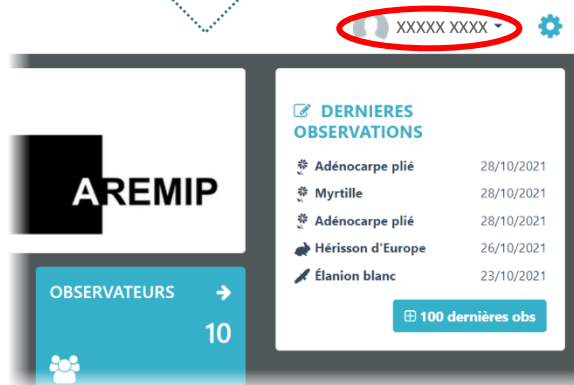 XXXXX XXXX
DERNIERES
OBSERVATIONS
Adénocarpe plié 28/10/2021
Myrtille 28/10/2021
Adénocarpe plié 28/10/2021
Hérisson d'Europe 26/10/2021
Élanion blanc 23/10/2021
100 dernières obs
AREMIP
OBSERVATEURS
10